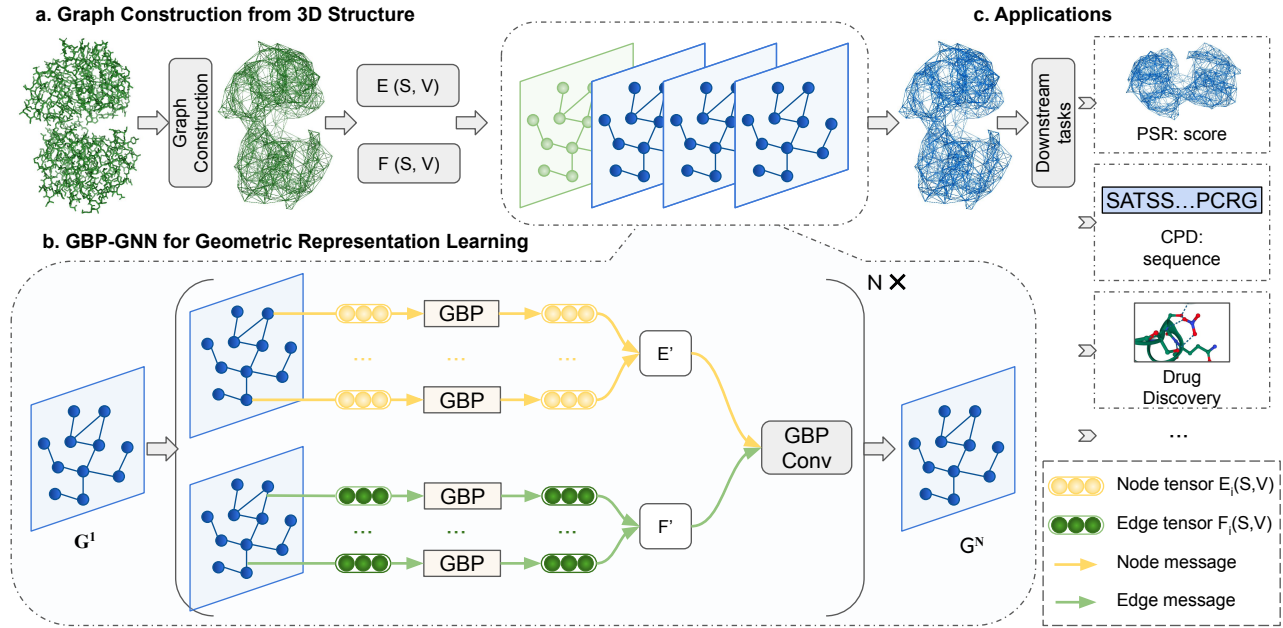 a. Graph Construction from 3D Structure
c. Applications
Graph
Construction
E (S, V)
F (S, V)
Downstream
tasks
PSR: score
SATSS...PCRG
CPD:
sequence
Drug
Discovery
...
b. GBP-GNN for Geometric Representation Learning
N ×
GBP
...
...
...
GBP
E'
GBP
...
...
...
GBP
F'
GBP
Conv
G¹
Gᴺ
Node tensor Eᵢ(S,V)
Edge tensor Fᵢ(S,V)
Node message
Edge message